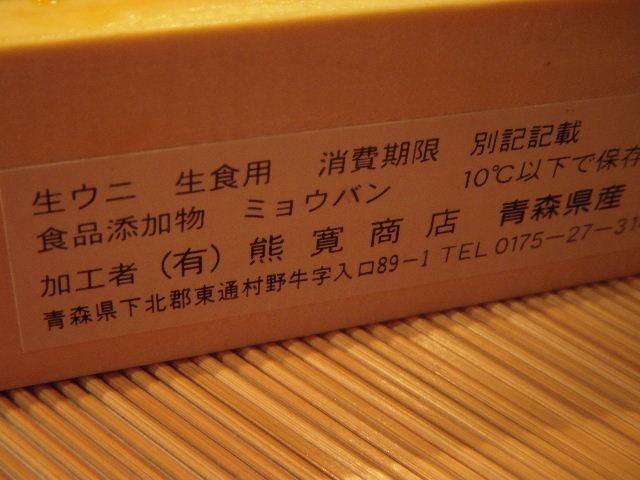 生ウニ 生食用 消費期限 別記記載
食品添加物 ミョウバン 10℃以下で保存
加工者 (有) 熊寛商店 青森県産
青森県下北郡東通村野牛字入口89-1 TEL 0175-27-31